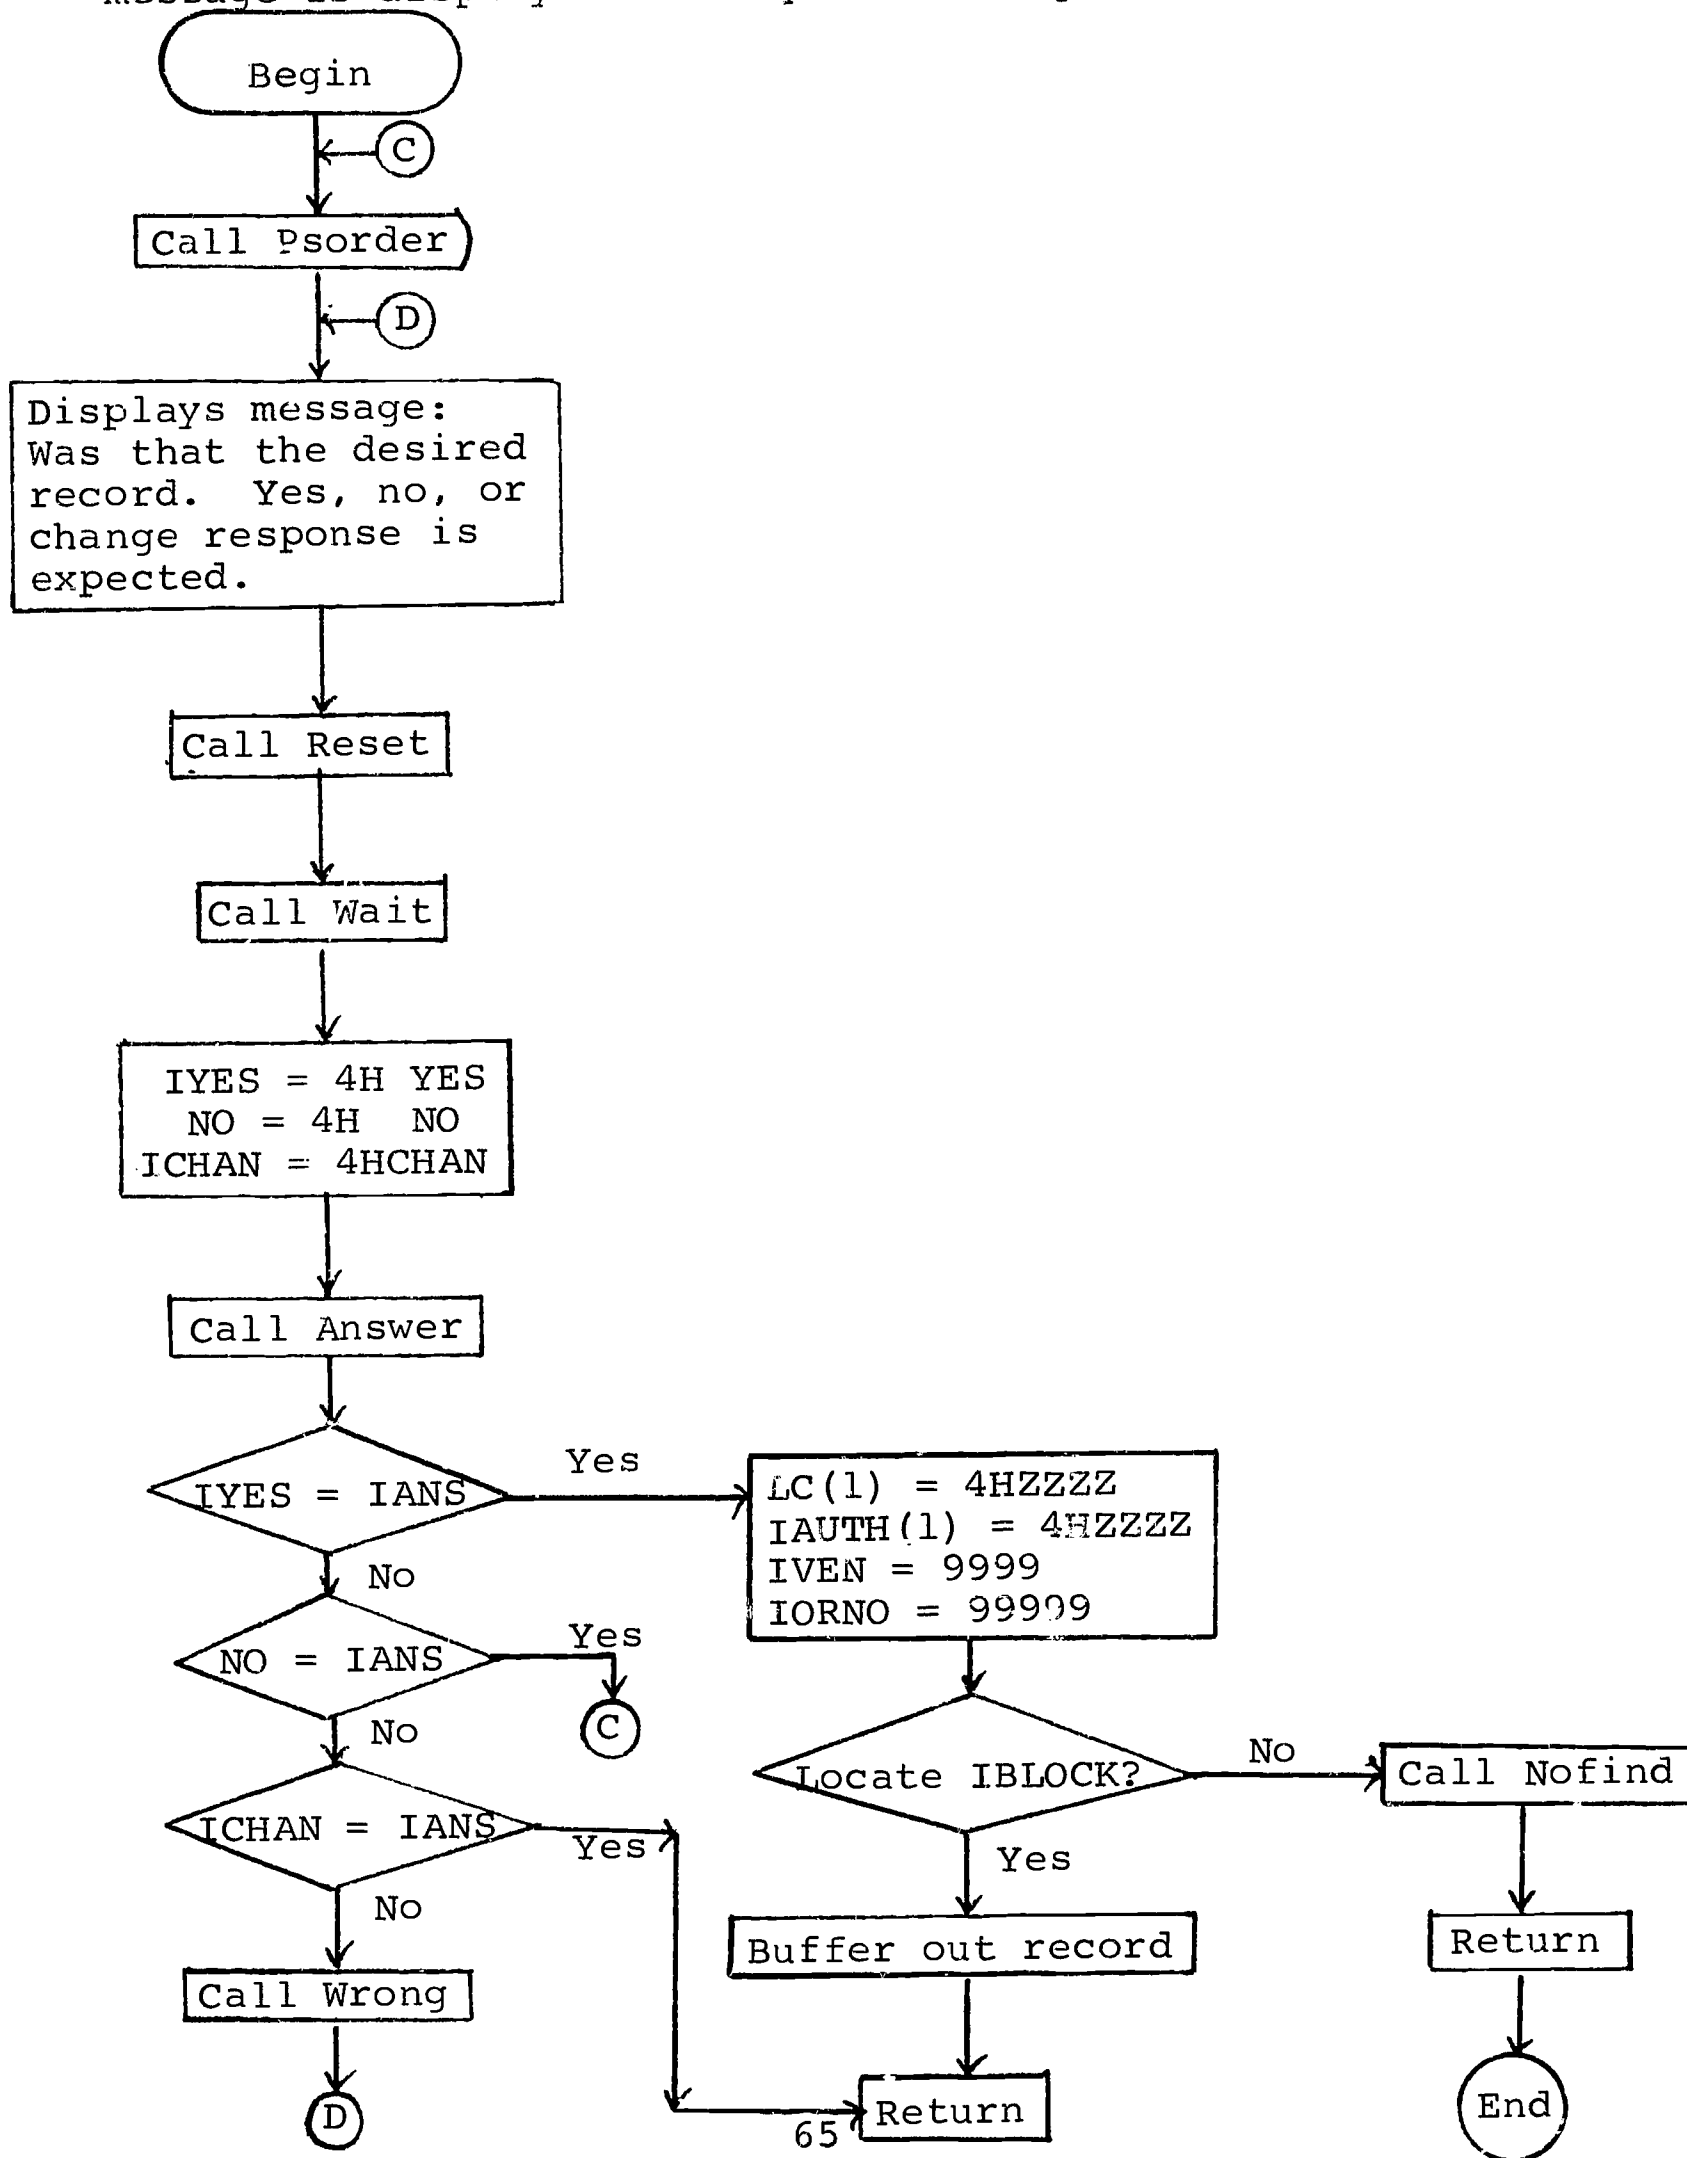 Begin
C
Call Psorder
D
Displays message:
Was that the desired
record. Yes, no, or
change response is
expected.
Call Reset
Call Wait
IYES = 4H YES
NO = 4H  NO
ICHAN = 4HCHAN
Call Answer
IYES = IANS
Yes
No
LC(1) = 4HZZZZ
IAUTH(1) = 4HZZZZ
IVEN = 9999
IORNO = 99999
NO = IANS
Yes
C
No
Locate IBLOCK?
No
Call Nofind
Yes
ICHAN = IANS
Yes
No
Buffer out record
Return
Call Wrong
D
Return
End
65